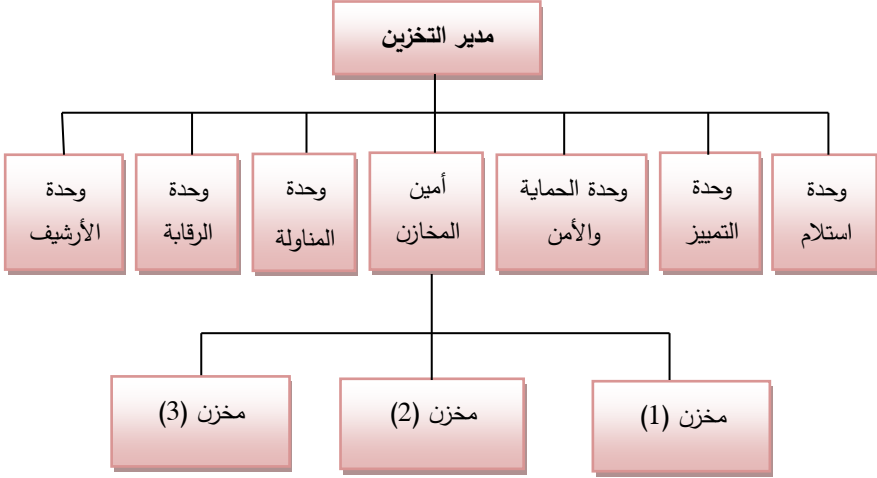 مدير التخزين
وحدة
استلام
وحدة
التمييز
وحدة الحماية
والأمن
أمين
المخازن
وحدة
المناولة
وحدة
الرقابة
وحدة
الأرشيف
مخزن (1)
مخزن (2)
مخزن (3)